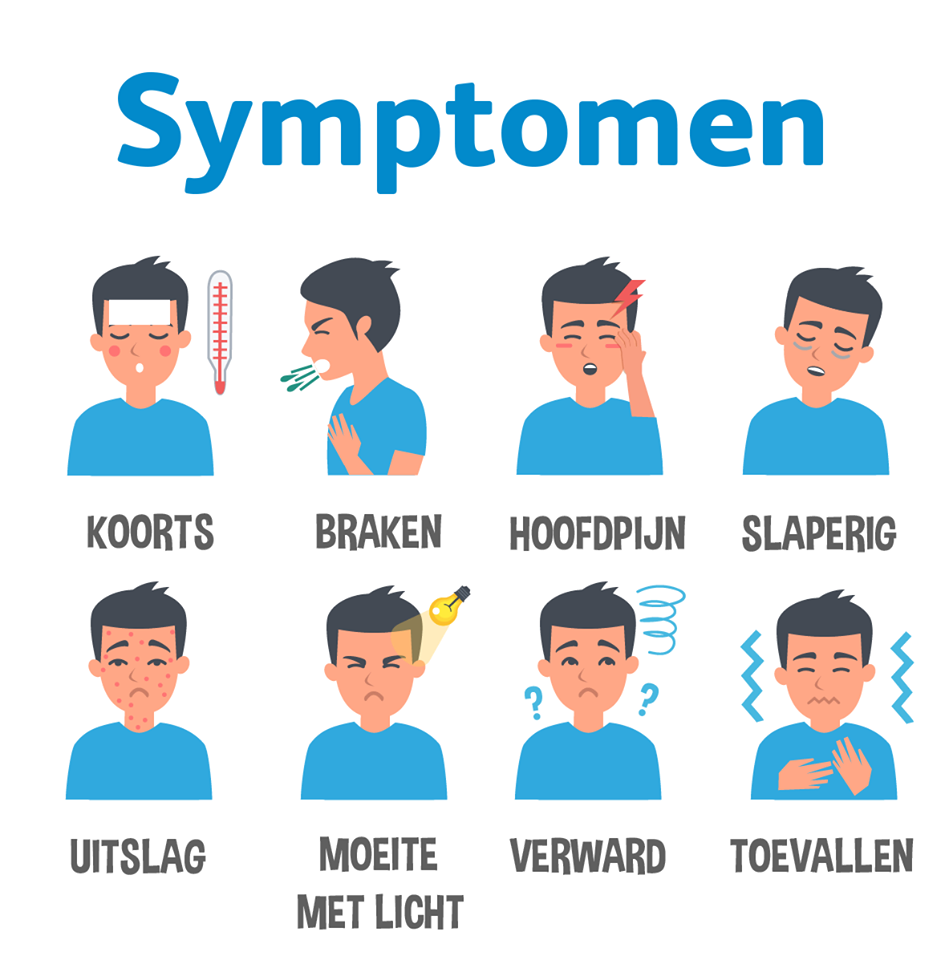 Symptomen
KOORTS
BRAKEN
HOOFDPIJN
SLAPERIG
UITSLAG
MOEITE
MET LICHT
VERWARD
TOEVALLEN